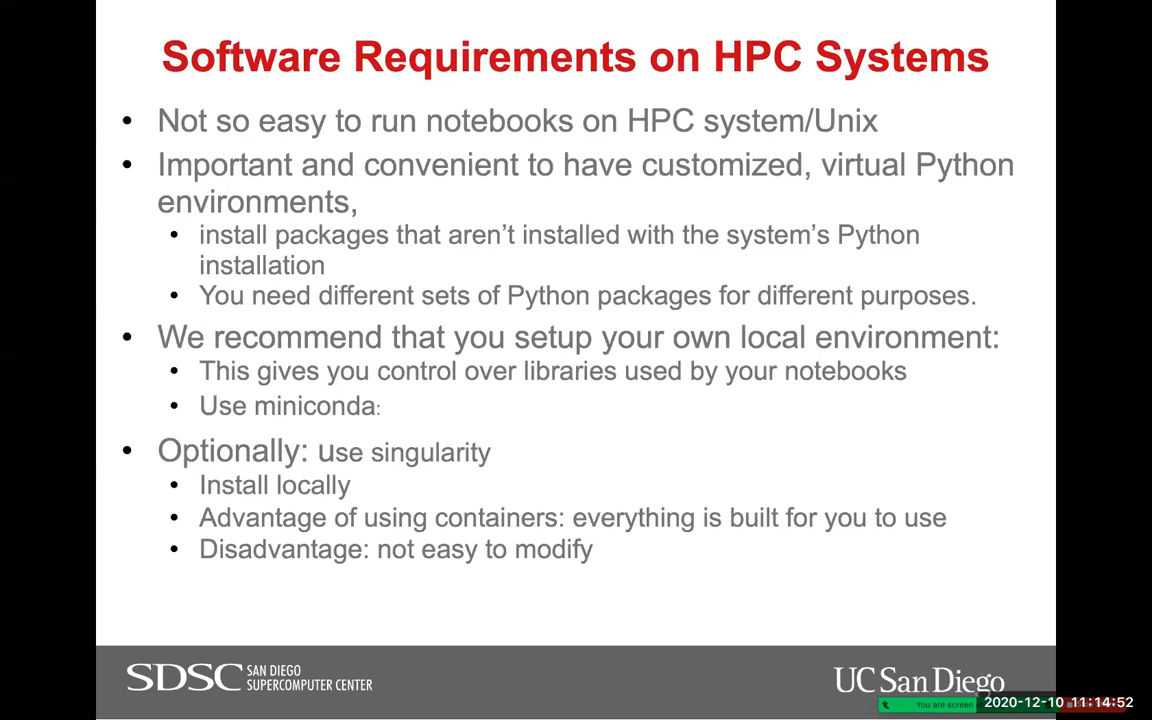 Software Requirements on HPC Systems
• Not so easy to run notebooks on HPC system/Unix
• Important and convenient to have customized, virtual Python
environments,
• install packages that aren’t installed with the system’s Python
installation
• You need different sets of Python packages for different purposes.
• We recommend that you setup your own local environment:
• This gives you control over libraries used by your notebooks
• Use miniconda:
• Optionally: use singularity
• Install locally
• Advantage of using containers: everything is built for you to use
• Disadvantage: not easy to modify
SDSC SAN DIEGO
SUPERCOMPUTER CENTER
UC San Diego
You are screen
2020-12-10 11:14:52